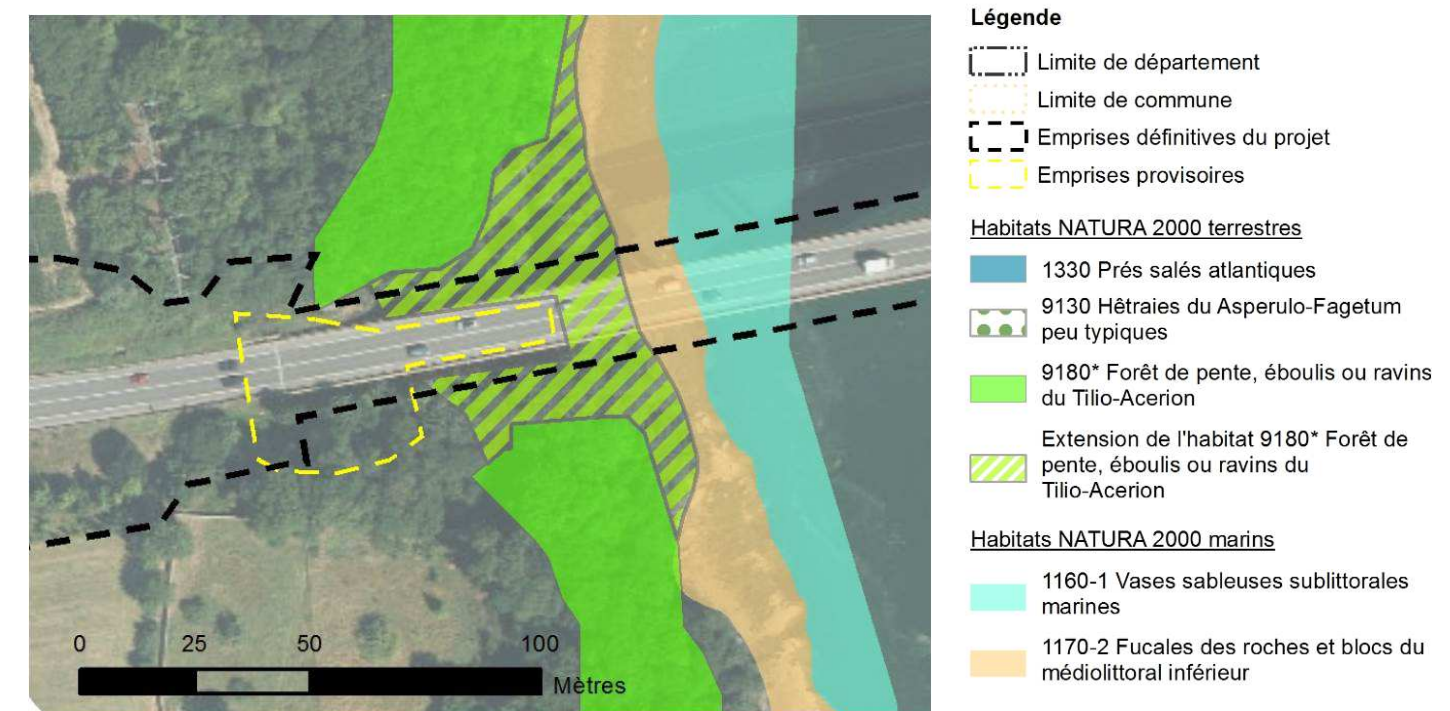 Légende
Limite de département
Limite de commune
Emprises définitives du projet
Emprises provisoires
Habitats NATURA 2000 terrestres
1330 Prés salés atlantiques
9130 Hêtraies du Asperulo-Fagetum
peu typiques
9180* Forêt de pente, éboulis ou ravins
du Tilio-Acerion
Extension de l'habitat 9180* Forêt de
pente, éboulis ou ravins du
Tilio-Acerion
Habitats NATURA 2000 marins
1160-1 Vases sableuses sublittorales
marines
1170-2 Fucales des roches et blocs du
médiolittoral inférieur
0 25 50 100
Mètres